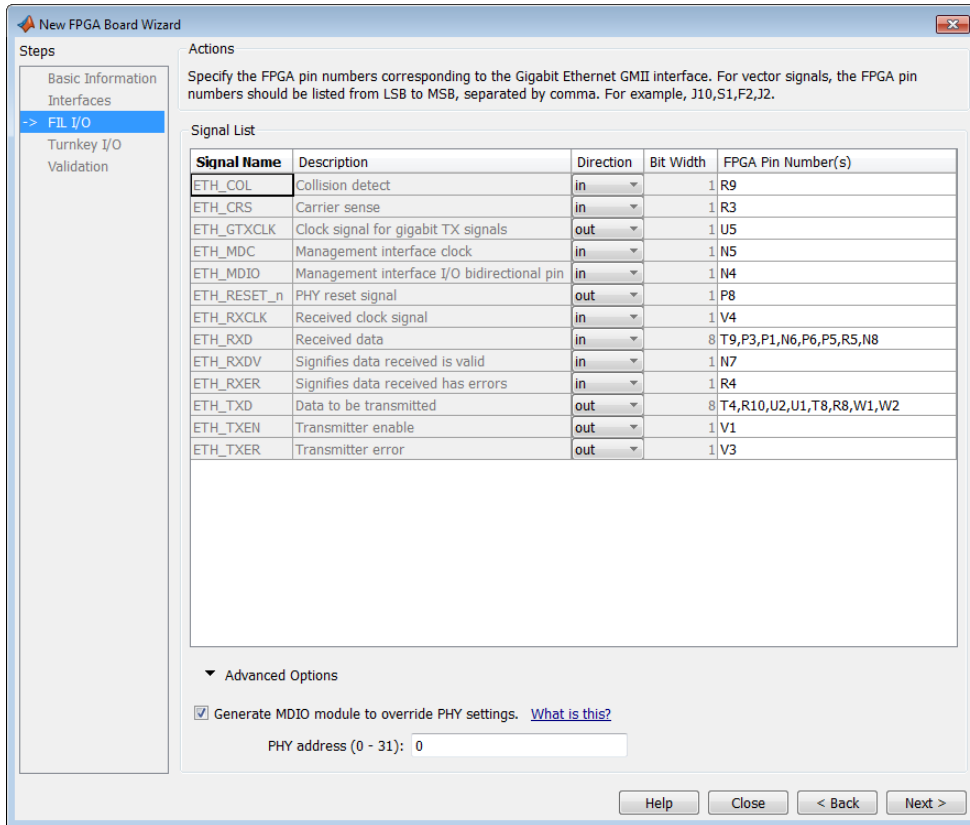 New FPGA Board Wizard
Steps
Basic Information
Interfaces
-> FIL I/O
Turnkey I/O
Validation
Actions
Specify the FPGA pin numbers corresponding to the Gigabit Ethernet GMII interface. For vector signals, the FPGA pin
numbers should be listed from LSB to MSB, separated by comma. For example, J10,S1,F2,J2.
Signal List
Signal Name Description Direction Bit Width FPGA Pin Number(s)
ETH_COL Collision detect in 1 R9
ETH_CRS Carrier sense in 1 R3
ETH_GTXCLK Clock signal for gigabit TX signals out 1 U5
ETH_MDC Management interface clock in 1 N5
ETH_MDIO Management interface I/O bidirectional pin in 1 N4
ETH_RESET_n PHY reset signal out 1 P8
ETH_RXCLK Received clock signal in 1 V4
ETH_RXD Received data in 8 T9,P3,P1,N6,P6,P5,R5,N8
ETH_RXDV Signifies data received is valid in 1 N7
ETH_RXER Signifies data received has errors in 1 R4
ETH_TXD Data to be transmitted out 8 T4,R10,U2,U1,T8,R8,W1,W2
ETH_TXEN Transmitter enable out 1 V1
ETH_TXER Transmitter error out 1 V3
Advanced Options
Generate MDIO module to override PHY settings. What is this?
PHY address (0 - 31): 0
Help Close < Back Next >